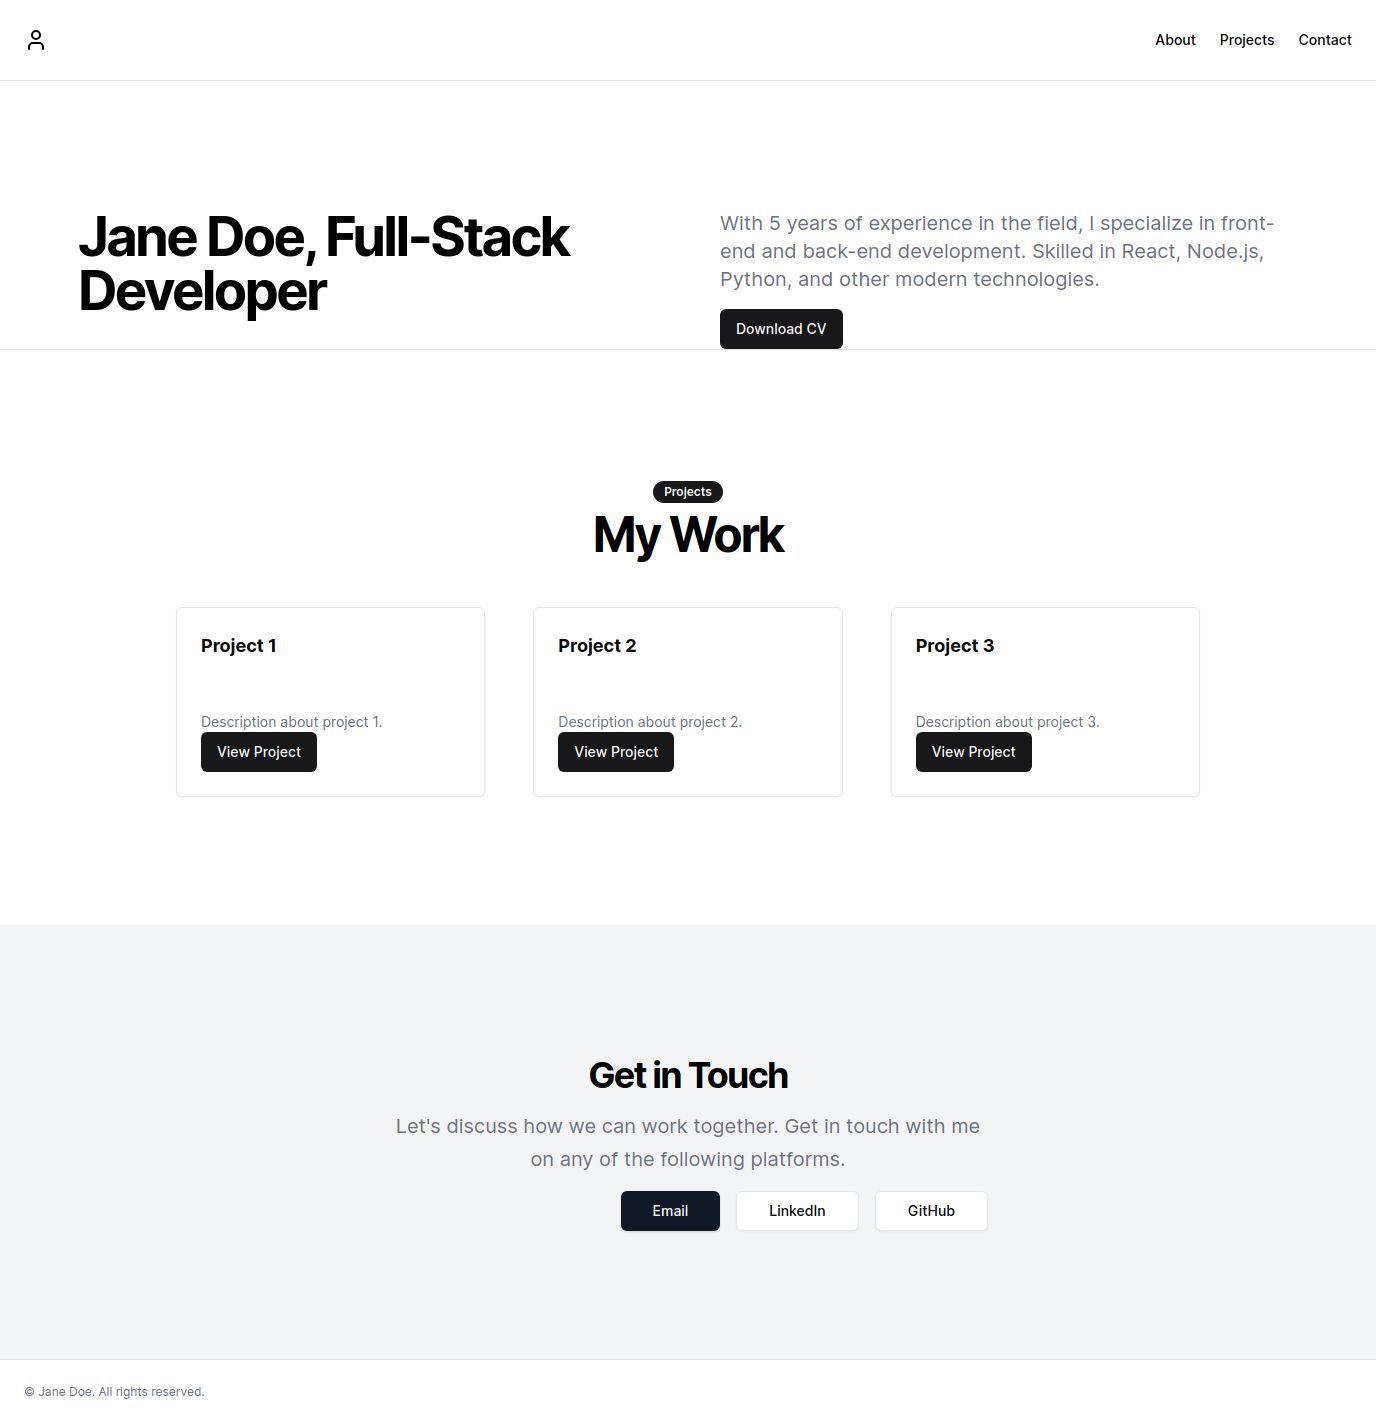 About Projects Contact
Jane Doe, Full-Stack
Developer
With 5 years of experience in the field, I specialize in front-
end and back-end development. Skilled in React, Node.js,
Python, and other modern technologies.
Download CV
Projects
My Work
Project 1
Description about project 1.
View Project
Project 2
Description about project 2.
View Project
Project 3
Description about project 3.
View Project
Get in Touch
Let's discuss how we can work together. Get in touch with me
on any of the following platforms.
Email LinkedIn GitHub
© Jane Doe. All rights reserved.